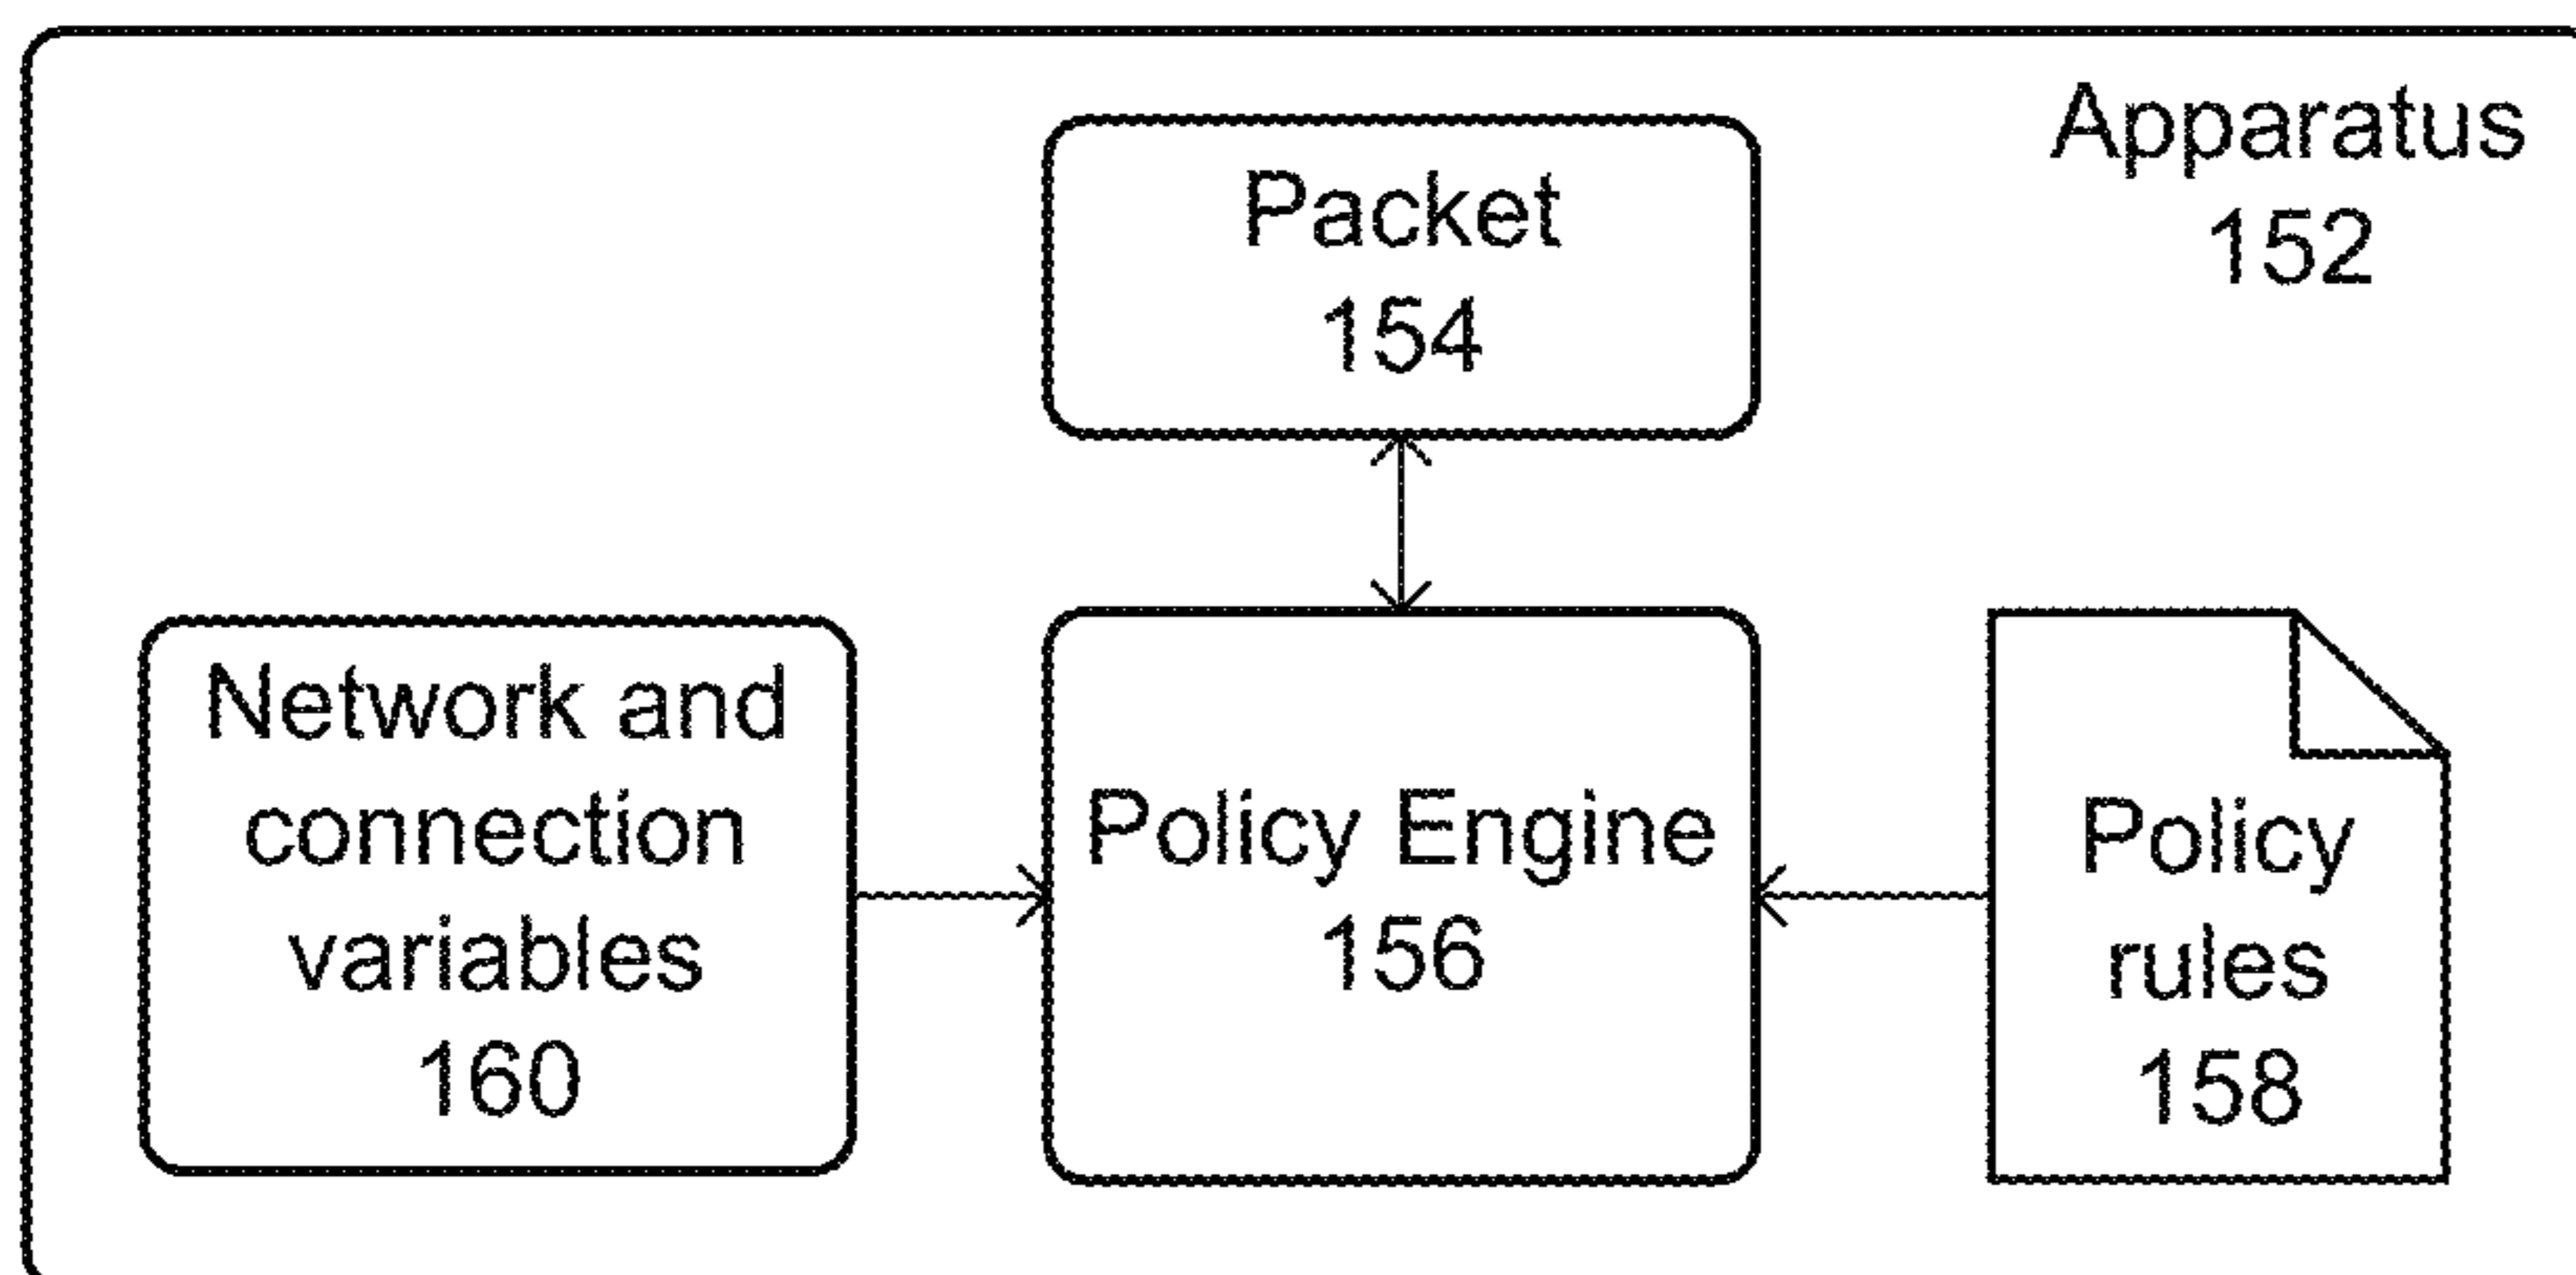 Apparatus
152
Packet
154
Network and
connection
variables
160
Policy Engine
156
Policy
rules
158